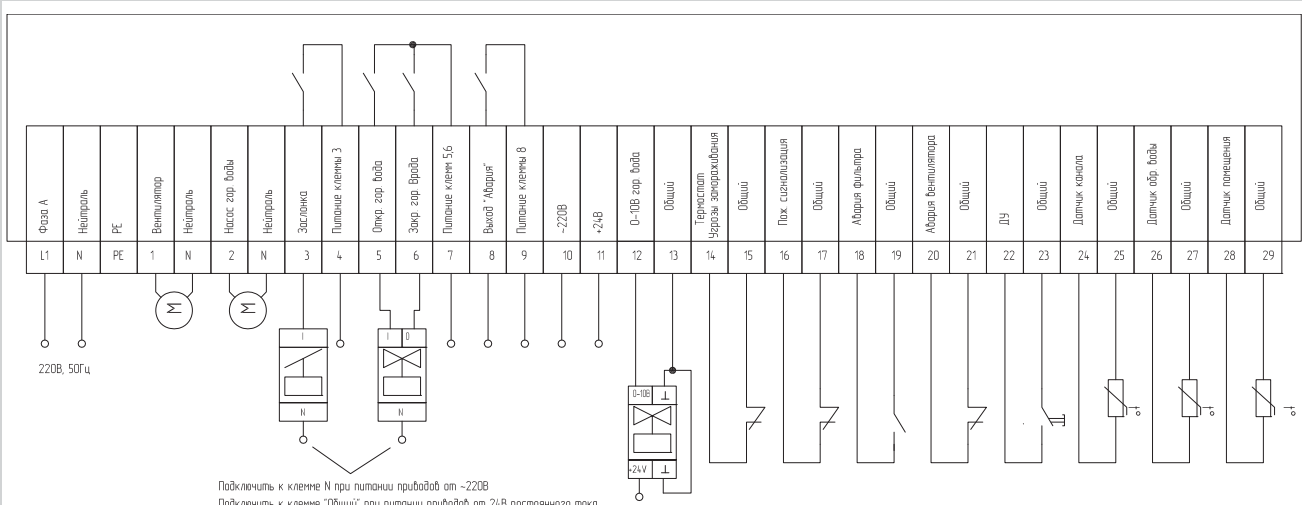 Фаза А
Нейтраль
PE
Вентилятор
Нейтраль
Насос гор воды
Нейтраль
Заслонка
Питание клеммы 3
Откр. гор вода
Закр. гор Врода
Питание клемм 5,6
Выход "Авария"
Питание клеммы 8
~220В
+24В
0-10В гор вода
Общий
Термостат
Угрозы замораживания
Общий
Пож сигнализация
Общий
Авария фильтра
Общий
Авария вентилятора
Общий
ДУ
Общий
Датчик канала
Общий
Датчик обр. воды
Общий
Датчик помещения
Общий
L1 N PE 1 N 2 N 3 4 5 6 7 8 9 10 11 12 13 14 15 16 17 18 19 20 21 22 23 24 25 26 27 28 29
M M
I I 0
220В, 50Гц
0-10В ⊥
N N
+24V ⊥
Подключить к клемме N при питании приводов от ~220В
Подключить к клемме "Общий" при питании приводов от 24В постоянного тока